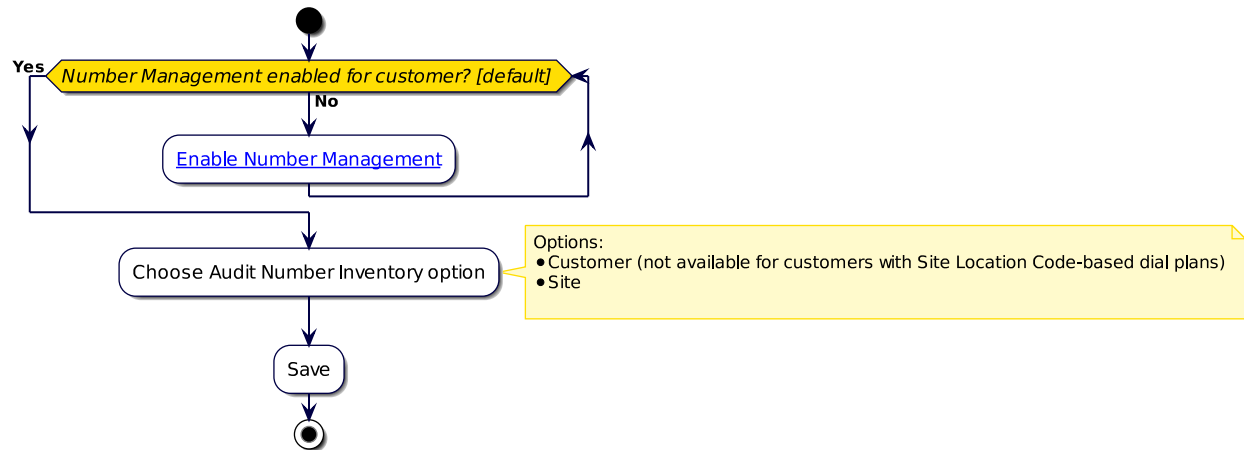 Yes
Number Management enabled for customer? [default]
No
Enable Number Management
Options:
•Customer (not available for customers with Site Location Code-based dial plans)
•Site
Choose Audit Number Inventory option
Save